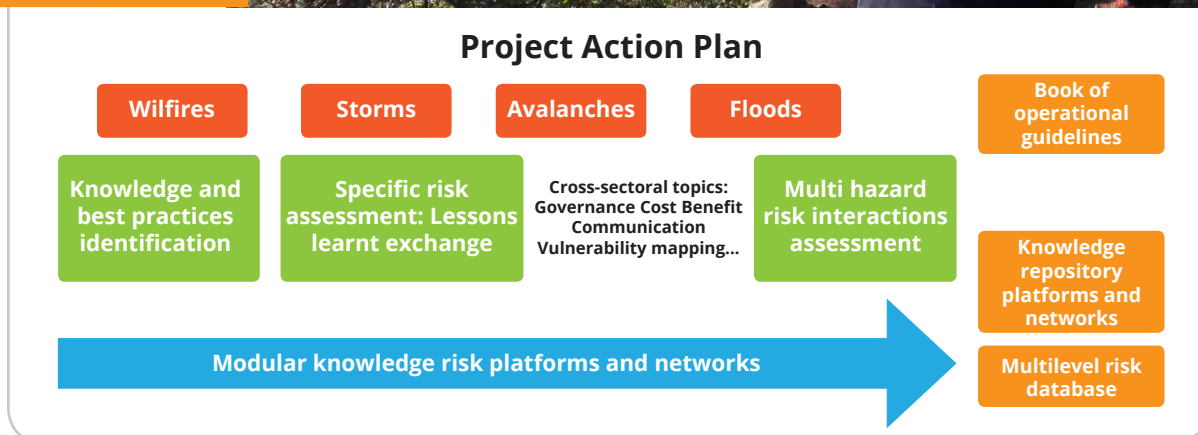 Project Action Plan
Wilfires
Storms
Avalanches
Floods
Book of
operational
guidelines
Knowledge and
best practices
identification
Specific risk
assessment: Lessons
learnt exchange
Cross-sectoral topics:
Governance Cost Benefit
Communication
Vulnerability mapping...
Multi hazard
risk interactions
assessment
Knowledge
repository
platforms and
networks
Modular knowledge risk platforms and networks
Multilevel risk
database